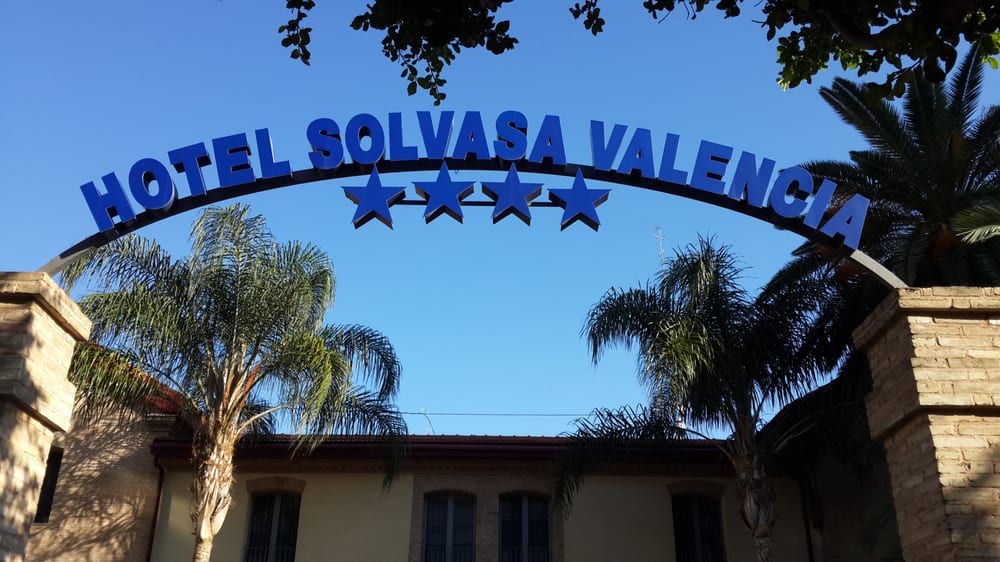 HOTEL SOLVASA VALENCIA